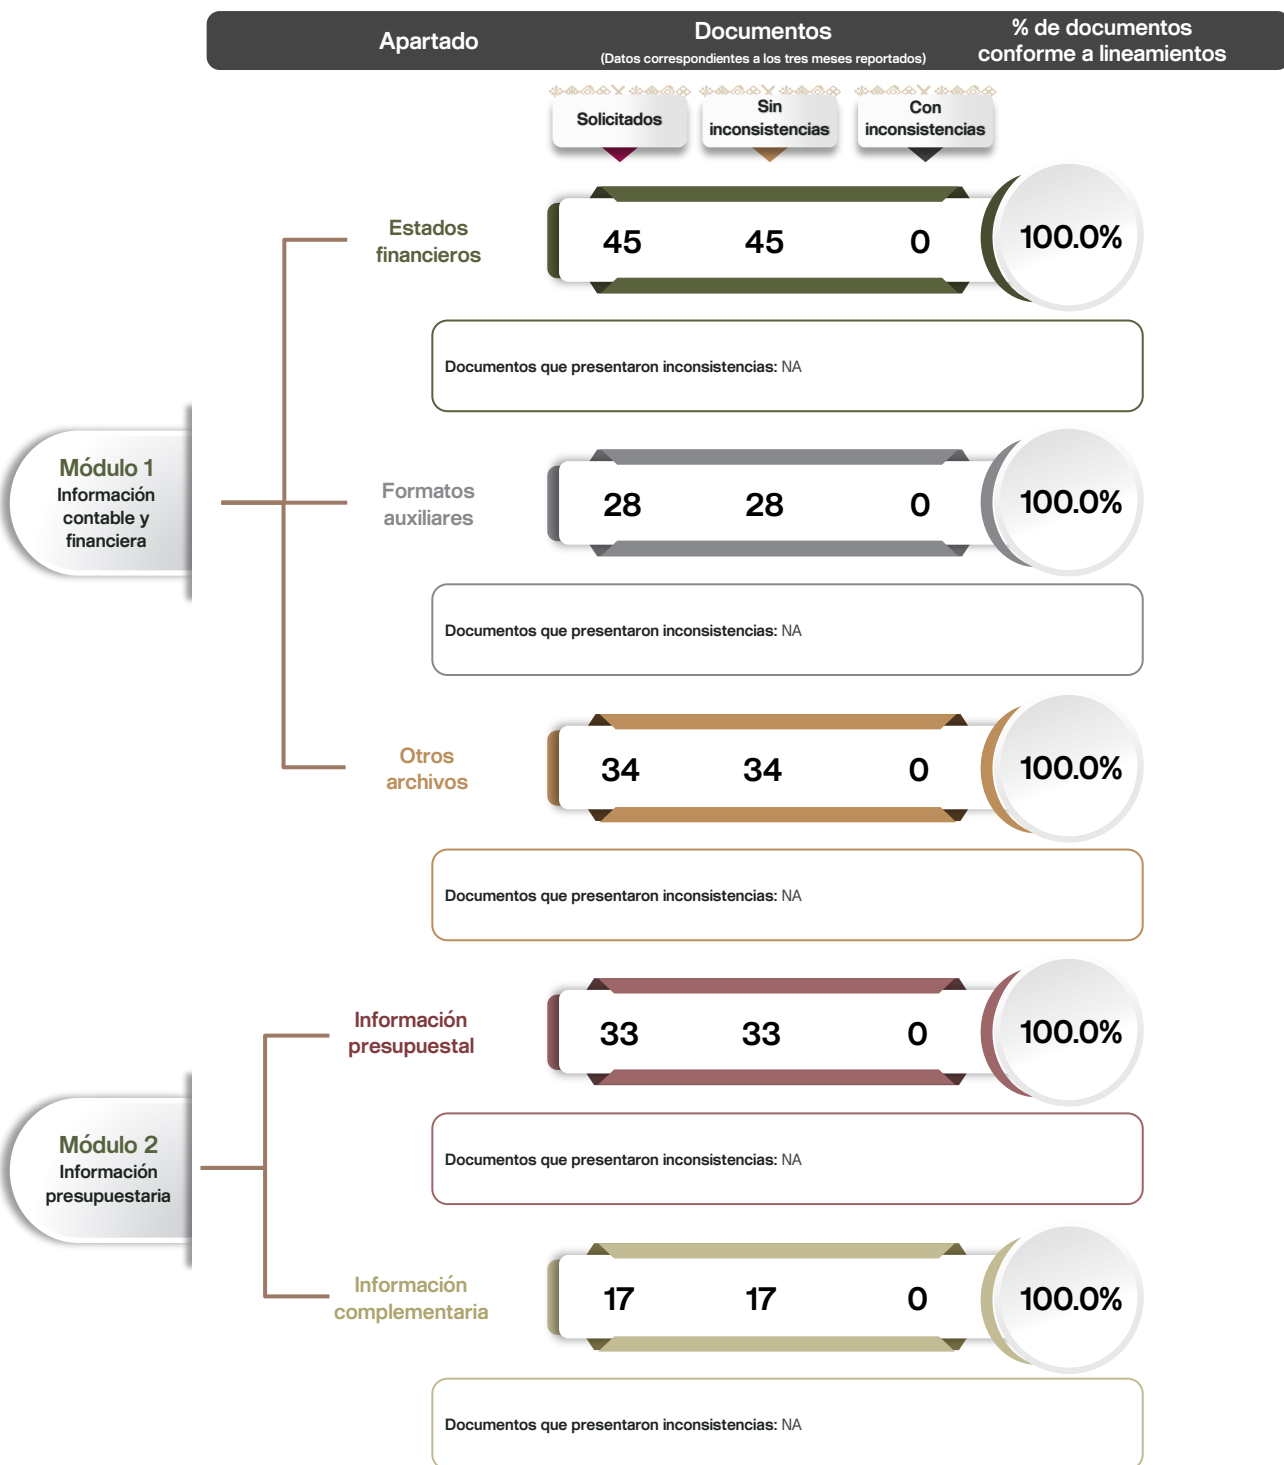 Apartado
Documentos
(Datos correspondientes a los tres meses reportados)
% de documentos
conforme a lineamientos
Solicitados
Sin
inconsistencias
Con
inconsistencias
Módulo 1
Información
contable y
financiera
Estados
financieros
45 45 0 100.0%
Documentos que presentaron inconsistencias: NA
Formatos
auxiliares
28 28 0 100.0%
Documentos que presentaron inconsistencias: NA
Otros
archivos
34 34 0 100.0%
Documentos que presentaron inconsistencias: NA
Módulo 2
Información
presupuestaria
Información
presupuestal
33 33 0 100.0%
Documentos que presentaron inconsistencias: NA
Información
complementaria
17 17 0 100.0%
Documentos que presentaron inconsistencias: NA